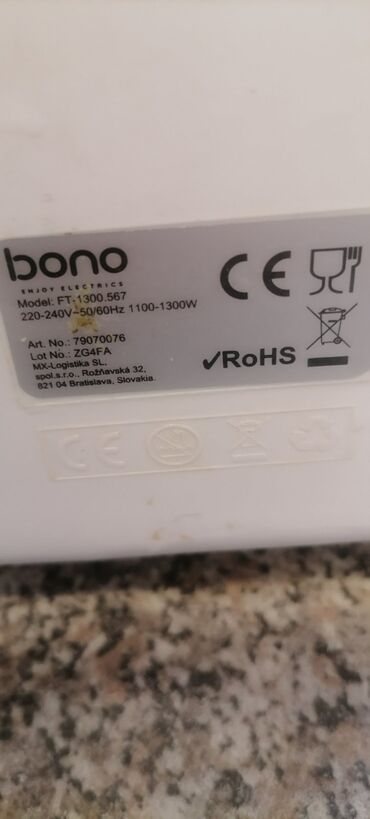 bono
ENJOY ELECTRICS
Model: FT-1300.567
220-240V~50/60Hz 1100-1300W
Art. No.: 79070076
Lot No.: ZG4FA
MX-Logistika SL,
spol.s.r.o., Rožňavská 32,
821 04 Bratislava, Slovakia.
CE
✓RoHS
CE